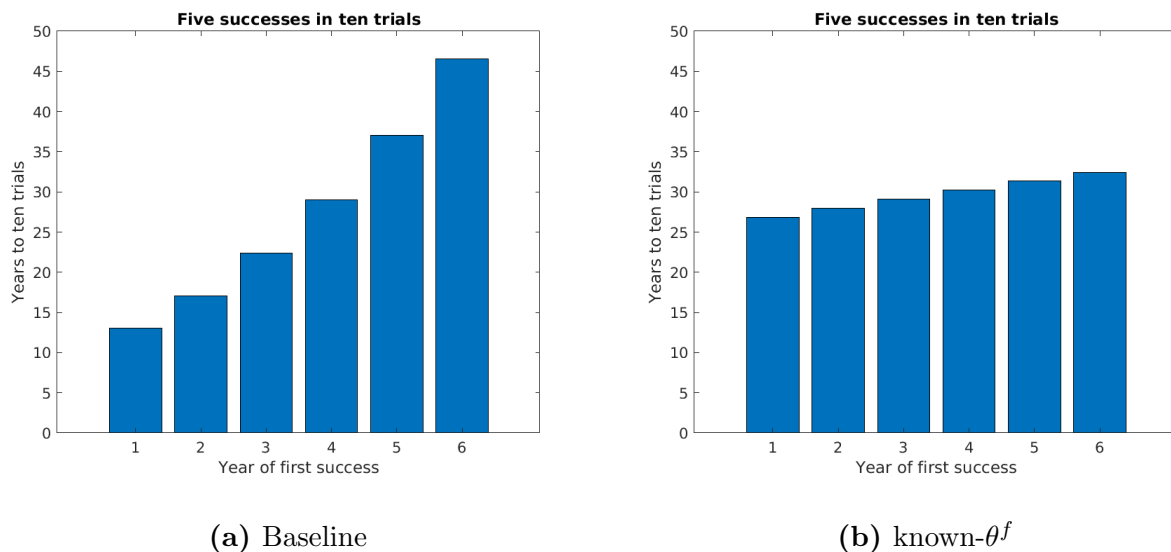 Five successes in ten trials
50
45
40
35
30
25
20
15
10
5
0
Years to ten trials
1 2 3 4 5 6
Year of first success
(a) Baseline
Five successes in ten trials
50
45
40
35
30
25
20
15
10
5
0
Years to ten trials
1 2 3 4 5 6
Year of first success
(b) known-θ^f